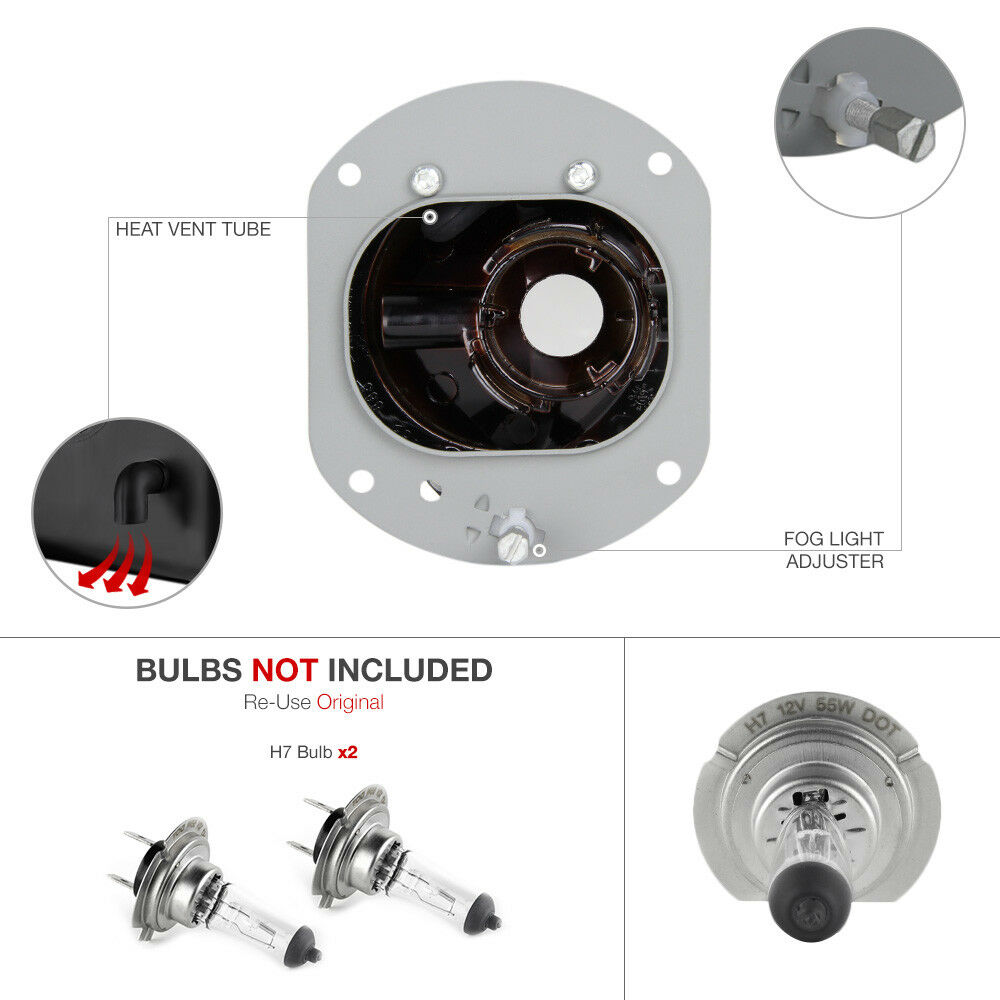 HEAT VENT TUBE
FOG LIGHT
ADJUSTER
BULBS NOT INCLUDED
Re-Use Original
H7 Bulb x2
H7 12V 55W DOT